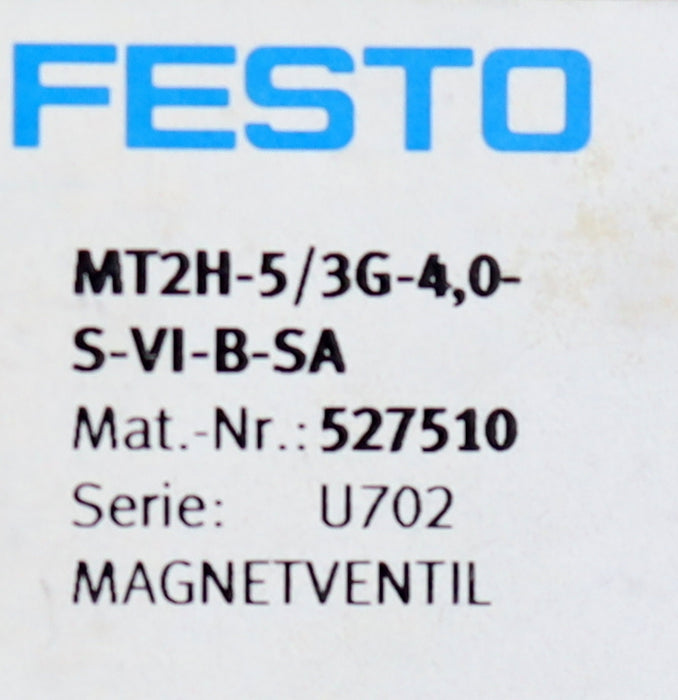 FESTO
MT2H-5/3G-4,0-
S-VI-B-SA
Mat.-Nr.: 527510
Serie: U702
MAGNETVENTIL